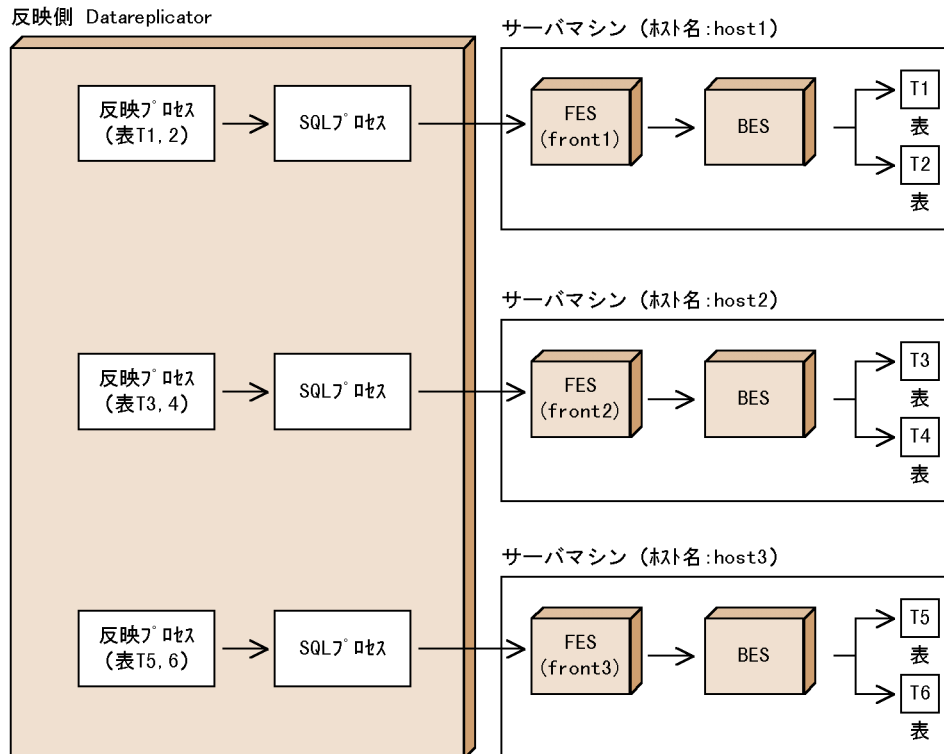 反映側 Datareplicator
サーバマシン（ﾎｽﾄ名:host1）
反映ﾌﾟﾛｾｽ
（表T1,2）
SQLﾌﾟﾛｾｽ
FES
(front1)
BES
T1
表
T2
表
サーバマシン（ﾎｽﾄ名:host2）
反映ﾌﾟﾛｾｽ
（表T3,4）
SQLﾌﾟﾛｾｽ
FES
(front2)
BES
T3
表
T4
表
サーバマシン（ﾎｽﾄ名:host3）
反映ﾌﾟﾛｾｽ
（表T5,6）
SQLﾌﾟﾛｾｽ
FES
(front3)
BES
T5
表
T6
表